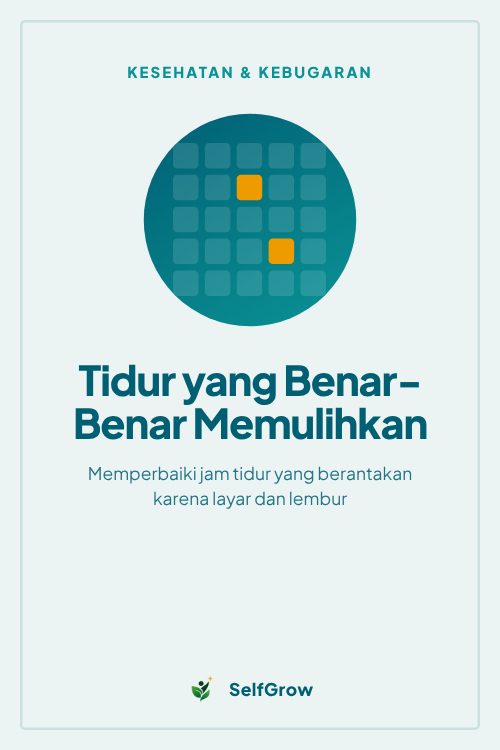 KESEHATAN & KEBUGARAN
Tidur yang Benar-
Benar Memulihkan
Memperbaiki jam tidur yang berantakan
karena layar dan lembur
SelfGrow